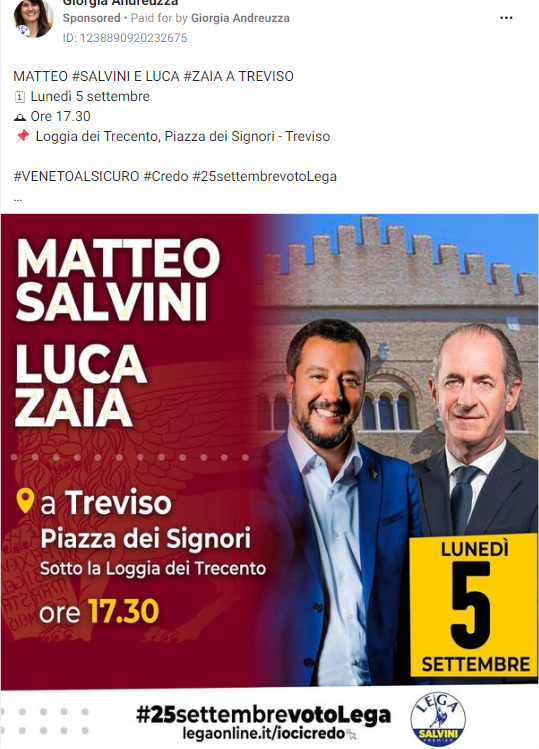 Giorgia Andreuzza
Sponsored • Paid for by Giorgia Andreuzza
ID: 1238890920232675
MATTEO #SALVINI E LUCA #ZAIA A TREVISO
Lunedì 5 settembre
Ore 17.30
Loggia dei Trecento, Piazza dei Signori - Treviso
#VENETOALSICURO #Credo #25settembrevotoLega
...
MATTEO
SALVINI
LUCA
ZAIA
a Treviso
Piazza dei Signori
Sotto la Loggia dei Trecento
ore 17.30
LUNEDÌ
5
SETTEMBRE
#25settembrevotoLega
legaonline.it/iocicredo
LEGA
SALVINI
PREMIER